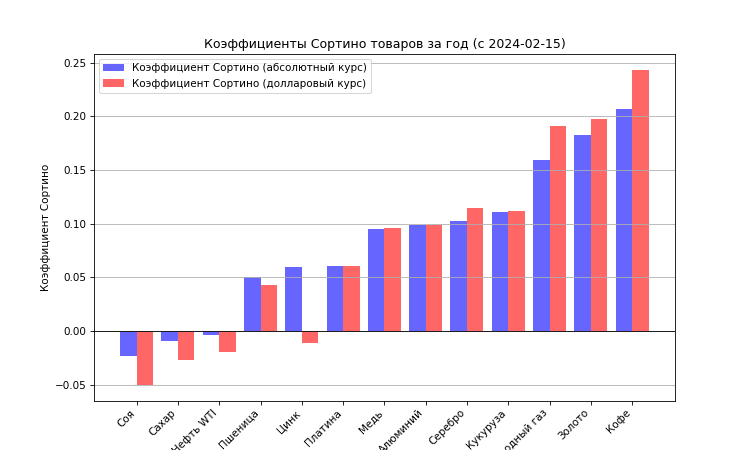 Коэффициенты Сортино товаров за год (с 2024-02-15)
Коэффициент Сортино (абсолютный курс)
Коэффициент Сортино (долларовый курс)
Коэффициент Сортино
0.25
0.20
0.15
0.10
0.05
0.00
−0.05
Соя
Сахар
Нефть WTI
Пшеница
Цинк
Платина
Медь
Алюминий
Серебро
Кукуруза
одный газ
Золото
Кофе